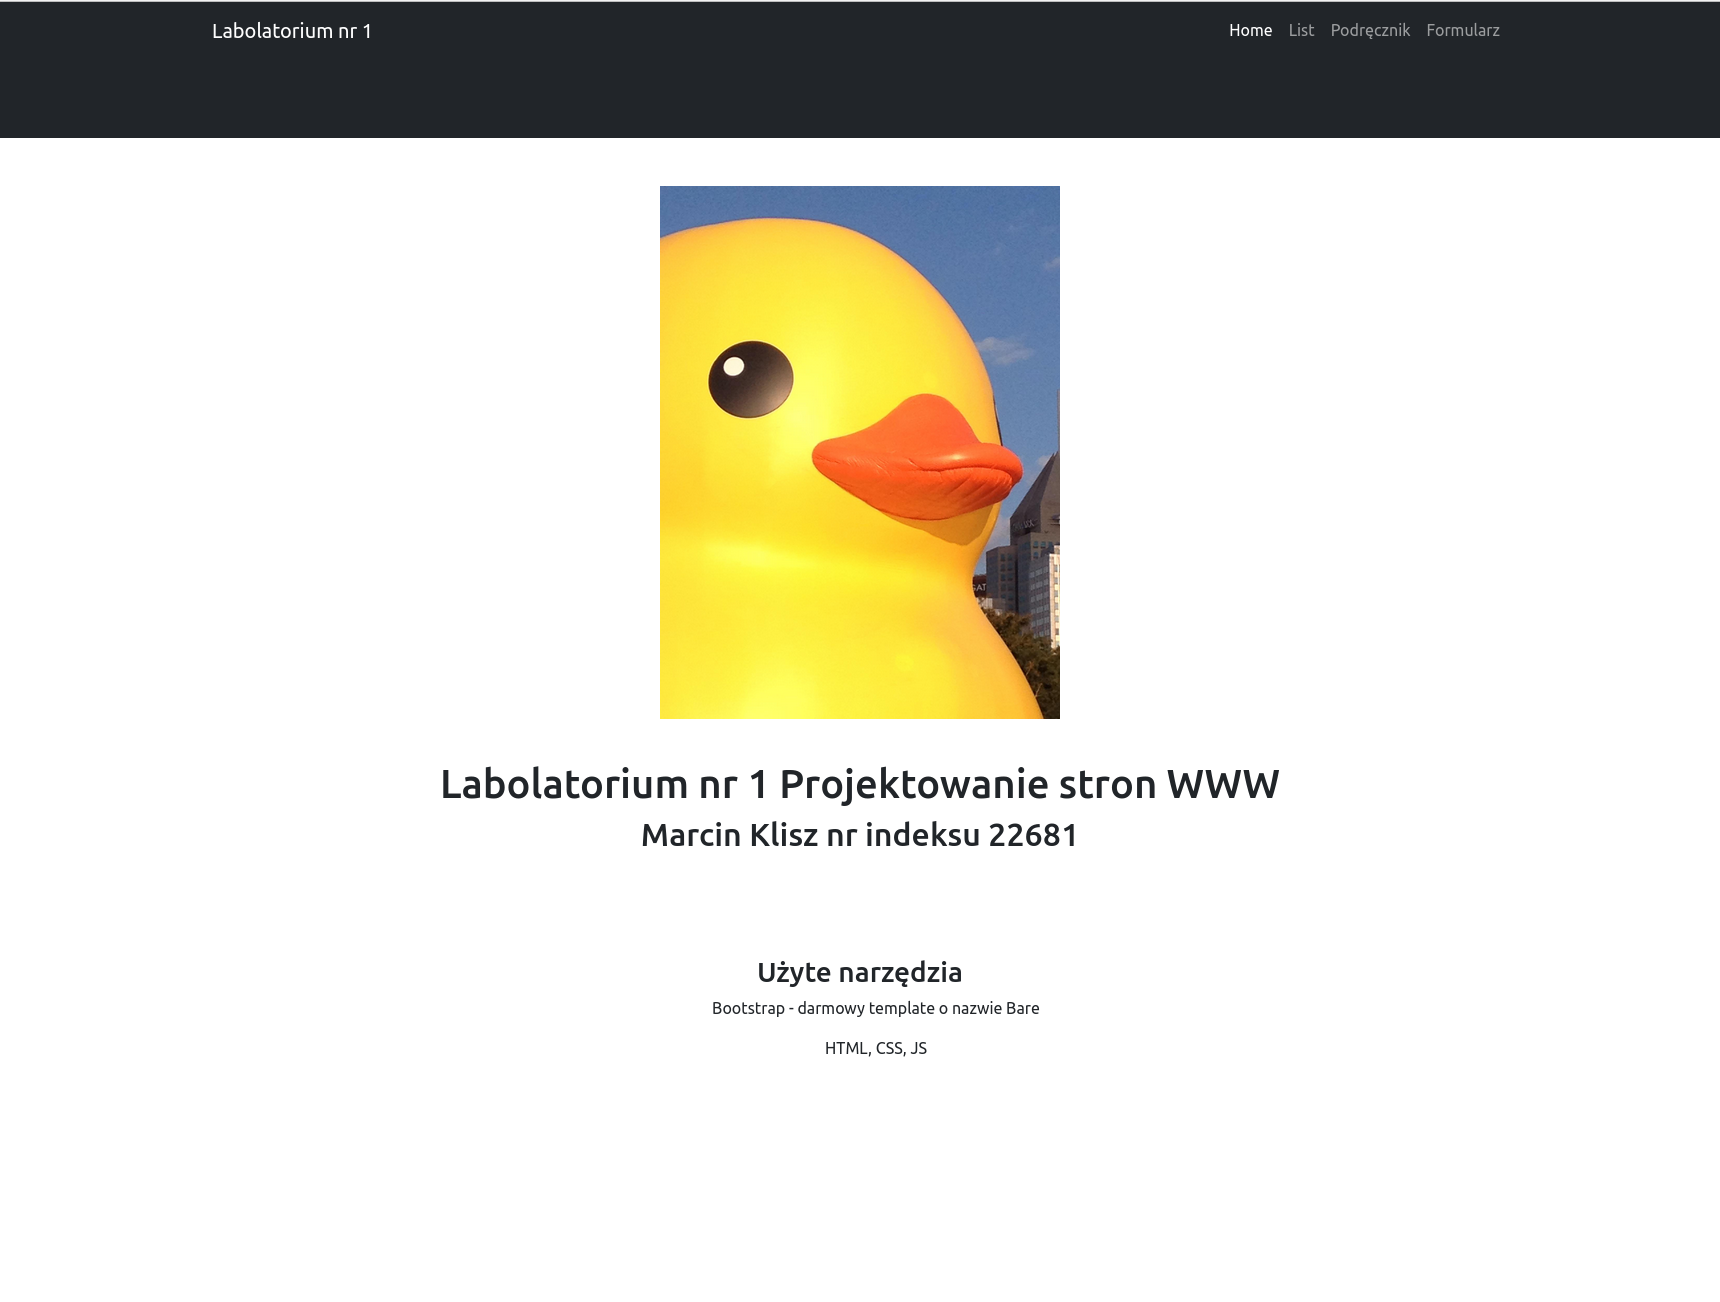 Labolatorium nr 1
Home List Podręcznik Formularz
Labolatorium nr 1 Projektowanie stron WWW
Marcin Klisz nr indeksu 22681
Użyte narzędzia
Bootstrap - darmowy template o nazwie Bare
HTML, CSS, JS